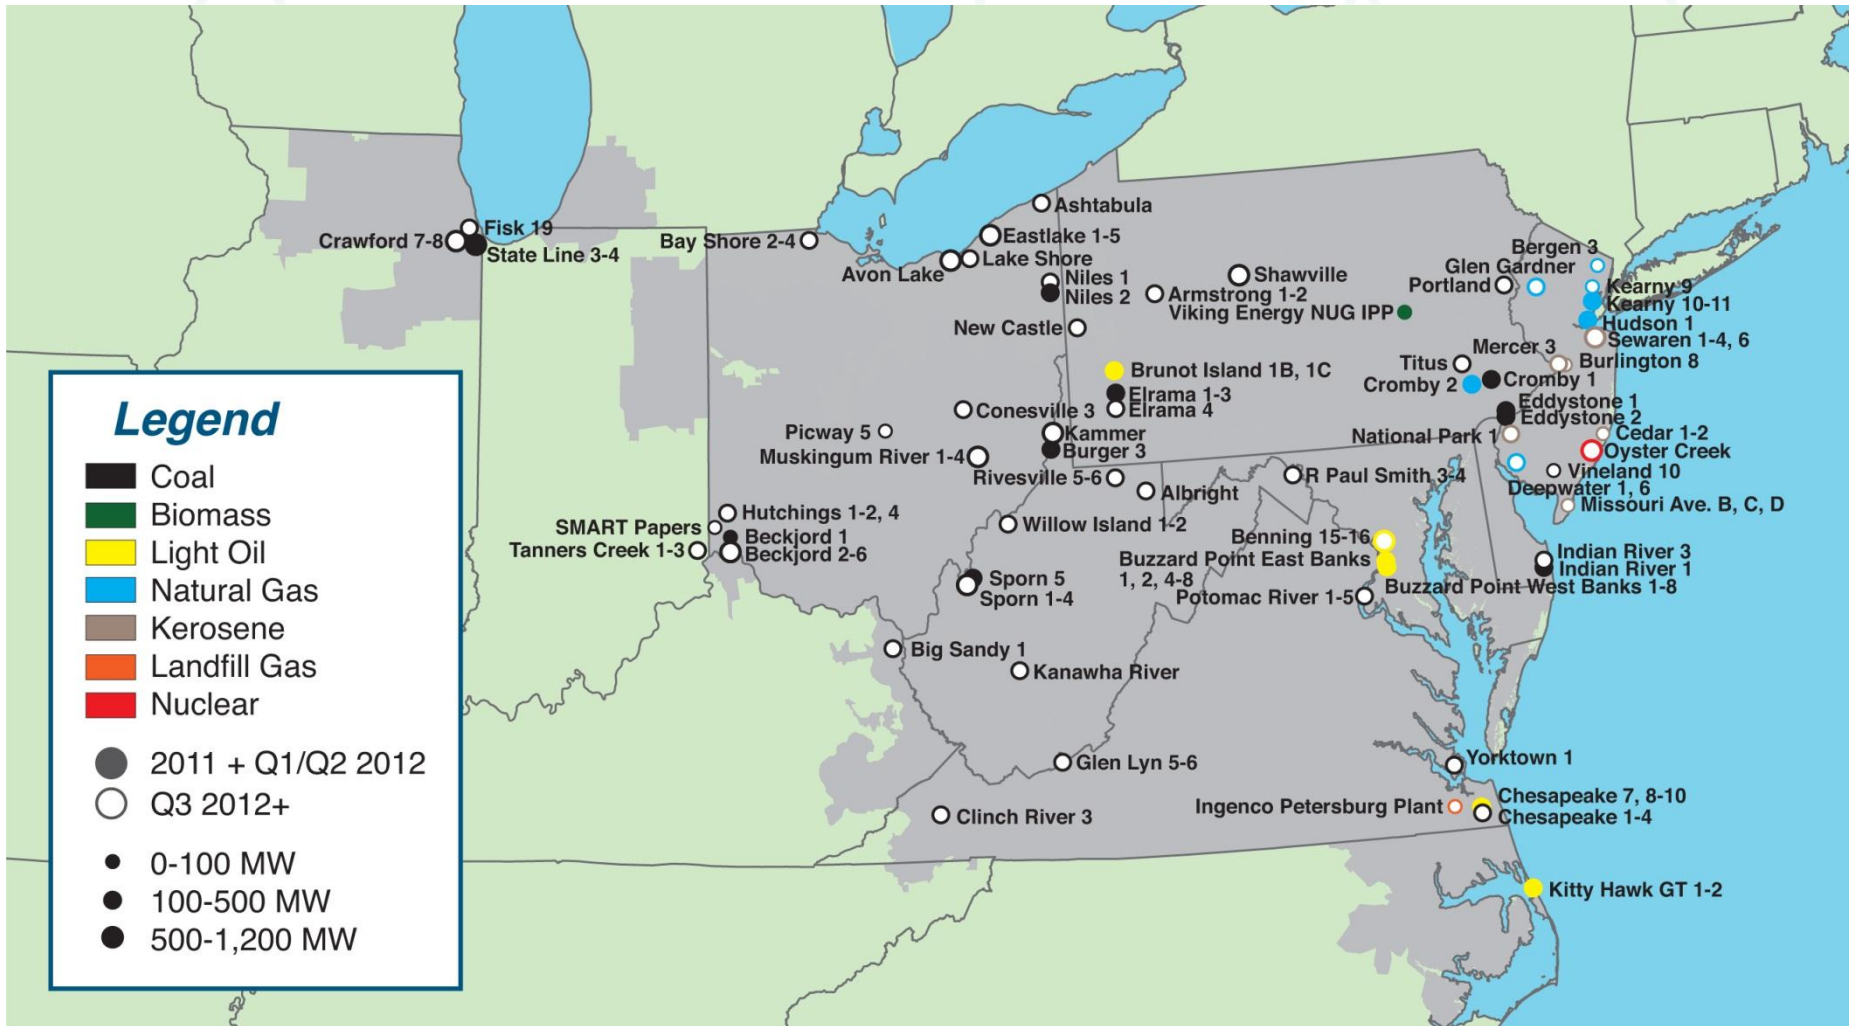 Ashtabula
Fisk 19
Crawford 7-8
State Line 3-4
Bay Shore 2-4
Eastlake 1-5
Lake Shore
Avon Lake
Niles 1
Niles 2
New Castle
Shawville
Armstrong 1-2
Viking Energy NUG IPP
Bergen 3
Glen Gardner
Portland
Kearny 9
Kearny 10-11
Hudson 1
Sewaren 1-4, 6
Mercer 3
Burlington 8
Titus
Cromby 2
Cromby 1
Eddystone 1
Eddystone 2
National Park 1
Cedar 1-2
Oyster Creek
Vineland 10
Deepwater 1, 6
Missouri Ave. B, C, D
Brunot Island 1B, 1C
Elrama 1-3
Elrama 4
Conesville 3
Picway 5
Kammer
Burger 3
Muskingum River 1-4
Rivesville 5-6
Albright
R Paul Smith 3-4
Hutchings 1-2, 4
SMART Papers
Beckjord 1
Tanners Creek 1-3
Beckjord 2-6
Willow Island 1-2
Benning 15-16
Buzzard Point East Banks
1, 2, 4-8
Buzzard Point West Banks 1-8
Potomac River 1-5
Indian River 3
Indian River 1
Sporn 5
Sporn 1-4
Big Sandy 1
Kanawha River
Glen Lyn 5-6
Clinch River 3
Yorktown 1
Ingenco Petersburg Plant
Chesapeake 7, 8-10
Chesapeake 1-4
Kitty Hawk GT 1-2
Legend
Coal
Biomass
Light Oil
Natural Gas
Kerosene
Landfill Gas
Nuclear
2011 + Q1/Q2 2012
Q3 2012+
0-100 MW
100-500 MW
500-1,200 MW